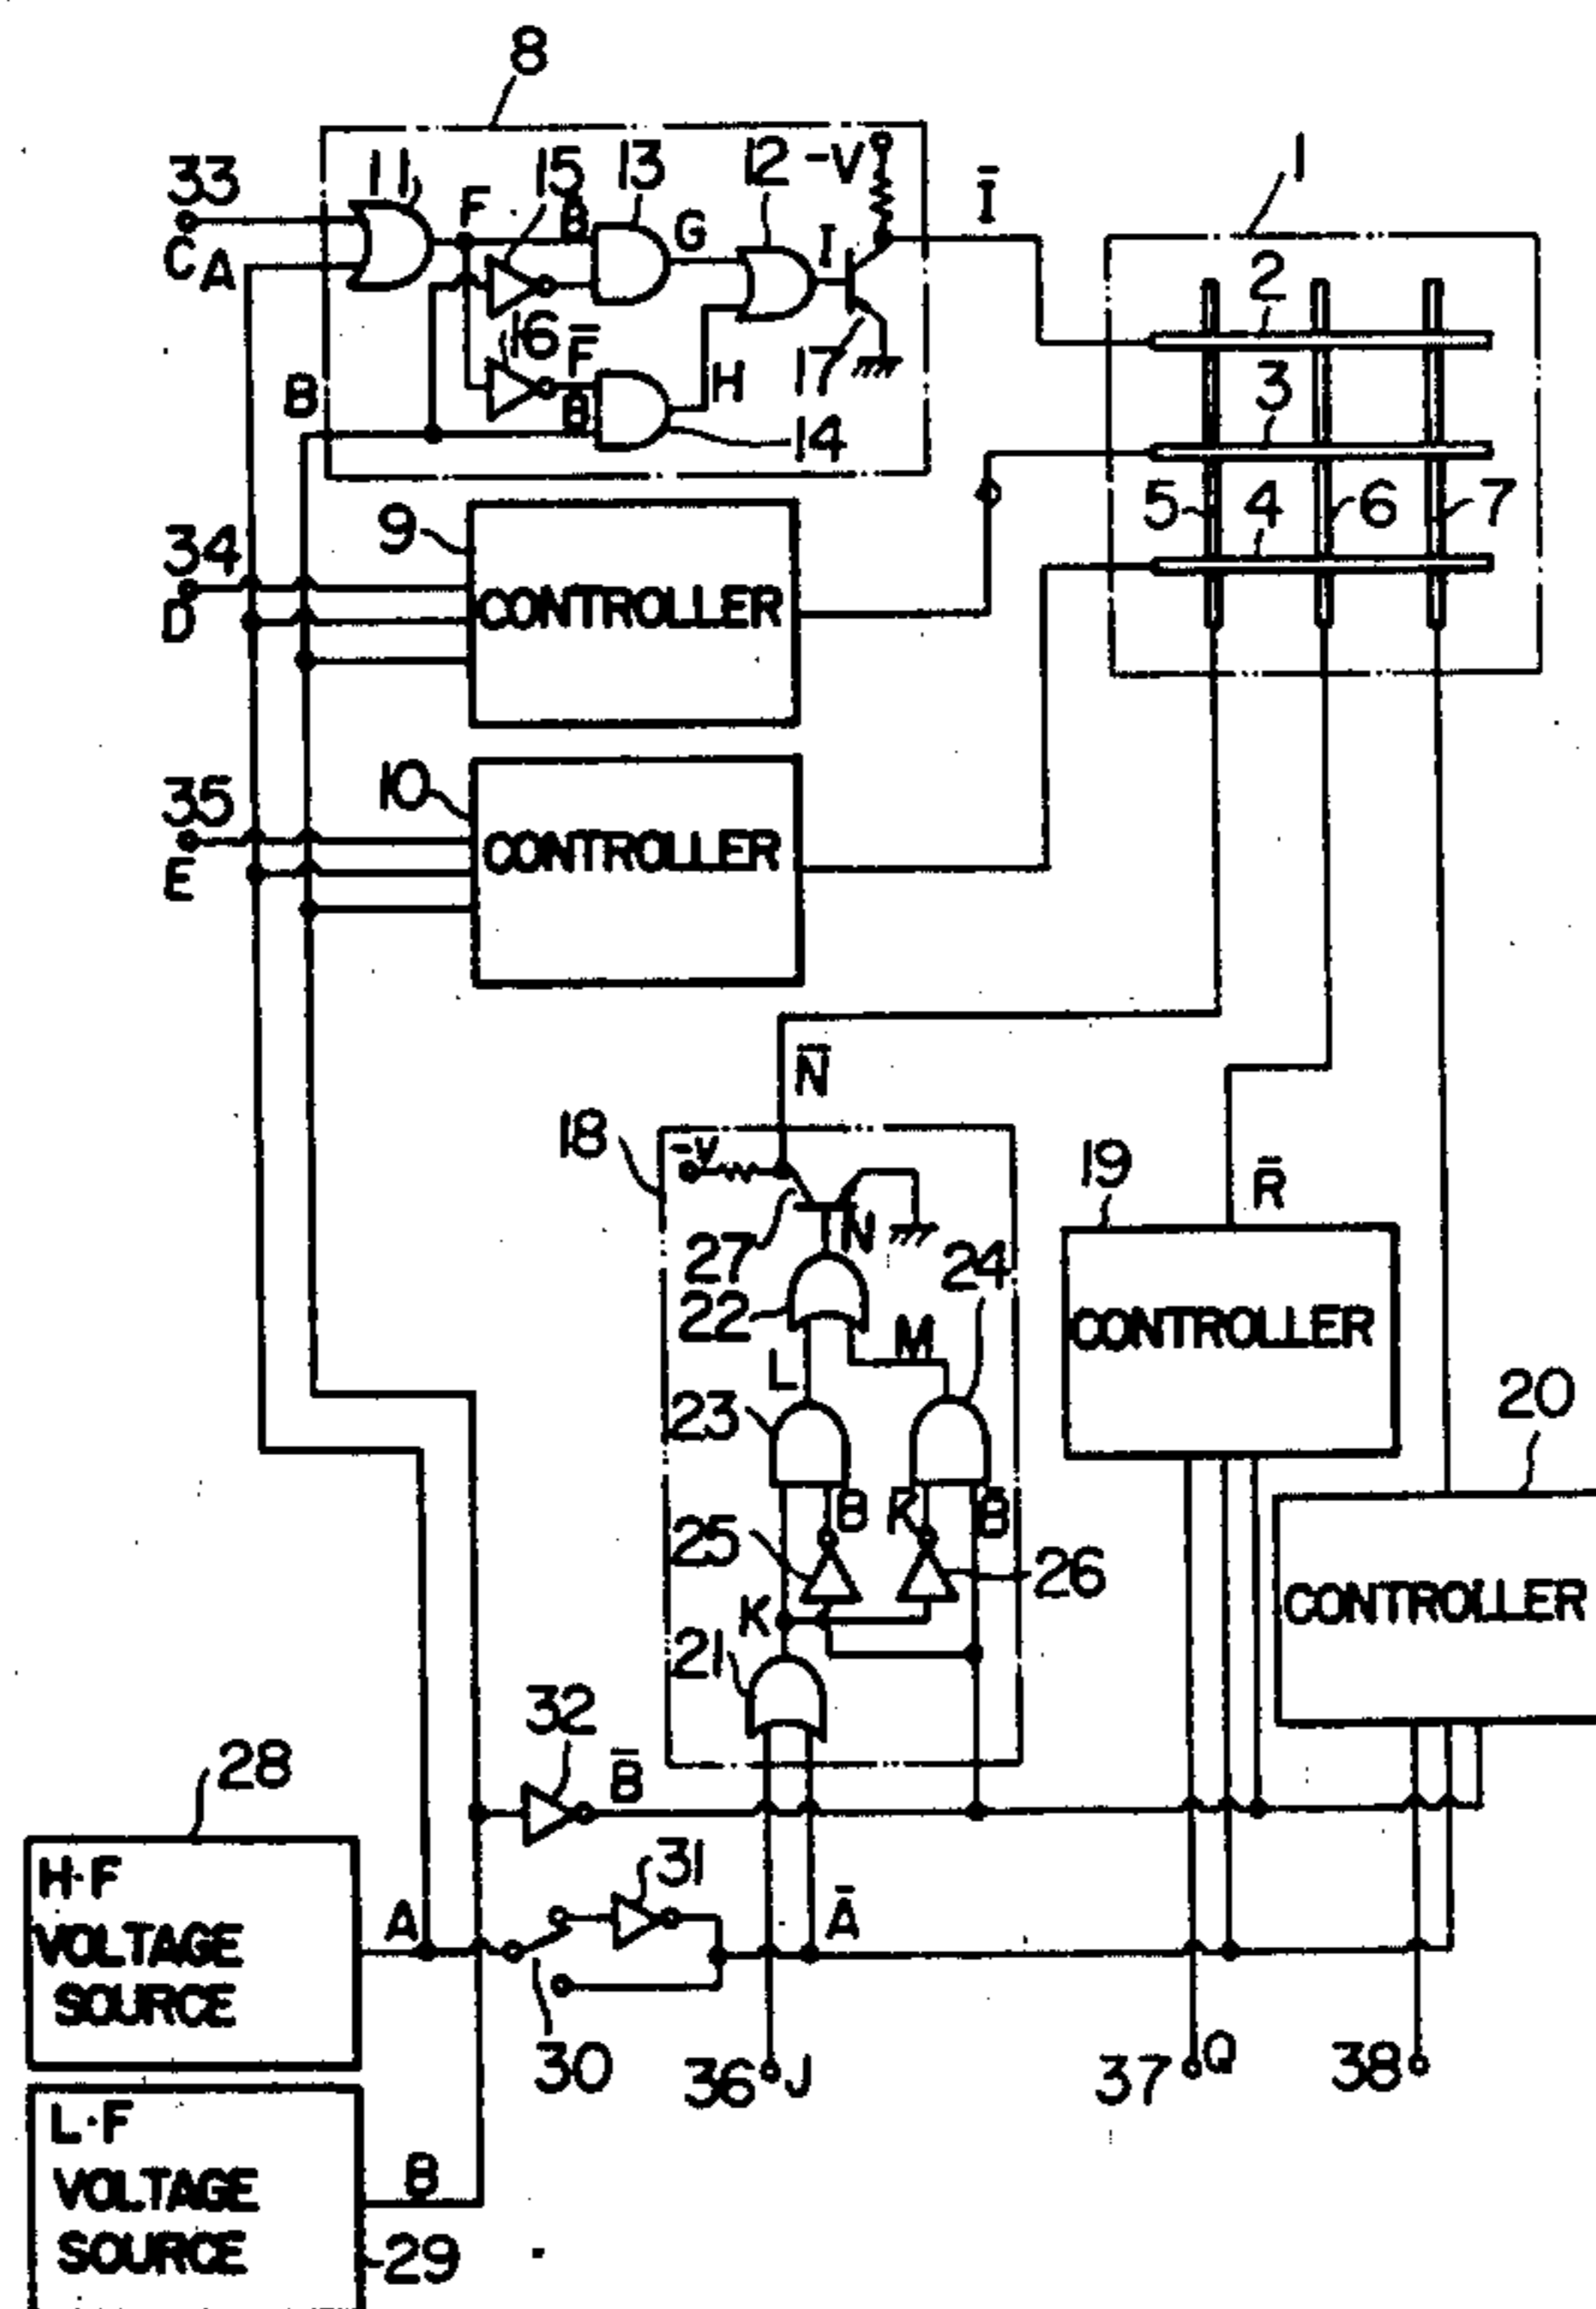 8
33
11
F
15
B̄
13
12
-V
Ī
1
C
A
G
I
2
16
F̄
B
H
17
3
B
14
5
4
6
7
34
9
D
CONTROLLER
35
10
E
CONTROLLER
N̄
18
-V
19
R̄
27
N
24
22
M
CONTROLLER
L
23
20
B
K̄
B̄
25
26
K
CONTROLLER
21
32
B̄
28
H·F
VOLTAGE
SOURCE
A
31
Ā
30
36
J
37
Q
38
L·F
VOLTAGE
SOURCE
B
29